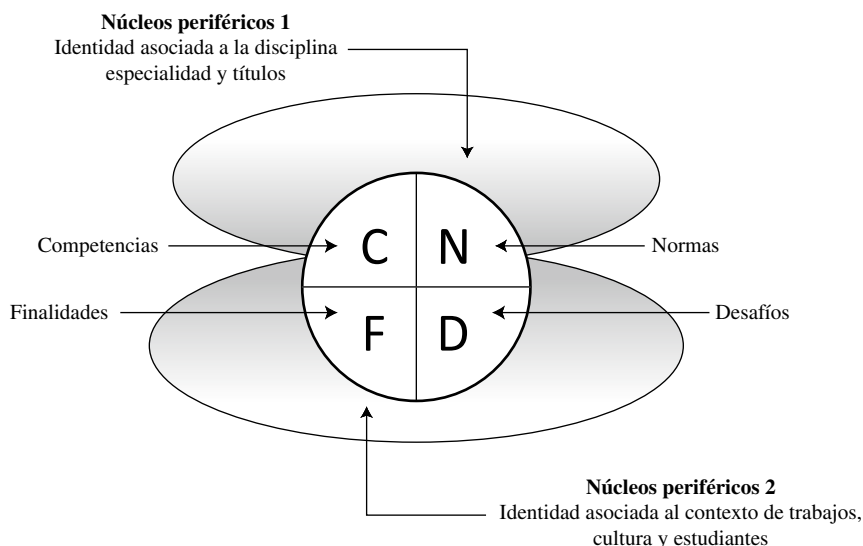 Núcleos periféricos 1
Identidad asociada a la disciplina
especialidad y títulos
Competencias
C
N
Normas
Finalidades
F
D
Desafíos
Núcleos periféricos 2
Identidad asociada al contexto de trabajos,
cultura y estudiantes